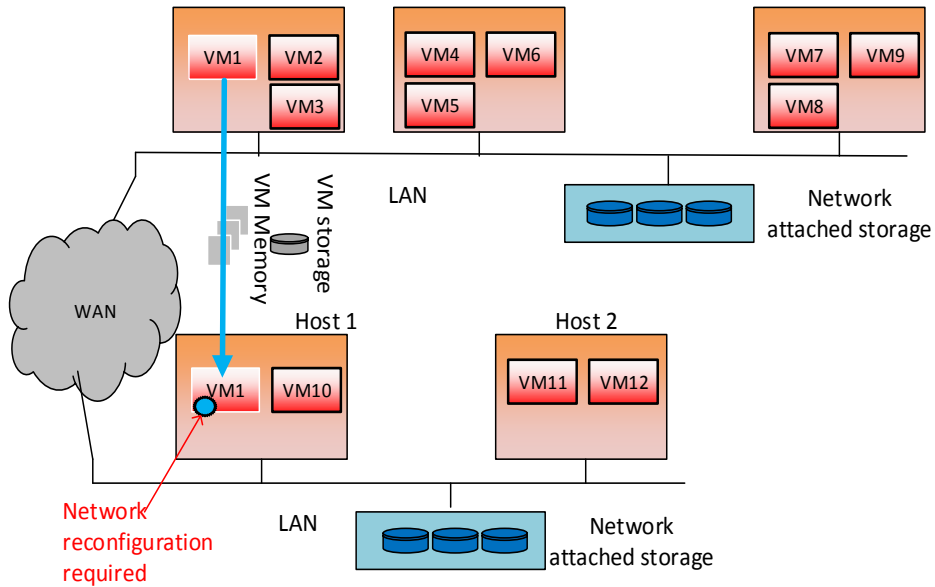 VM1
VM2
VM3
VM4
VM6
VM5
VM7
VM9
VM8
LAN
Network
attached storage
VM Memory
VM storage
WAN
Host 1
Host 2
VM1
VM10
VM11
VM12
Network
reconfiguration
required
LAN
Network
attached storage